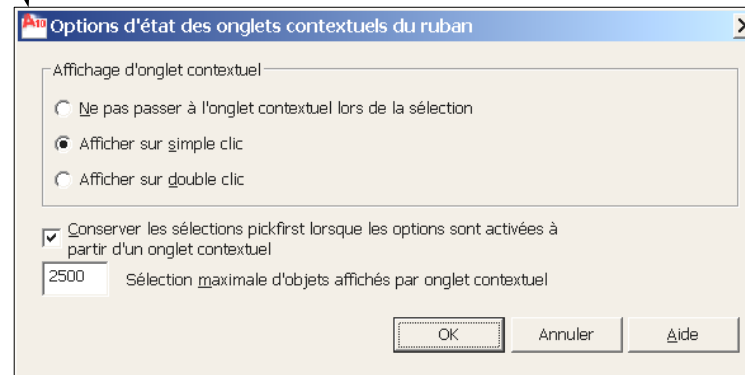 A10 Options d'état des onglets contextuels du ruban
Affichage d'onglet contextuel
Ne pas passer à l'onglet contextuel lors de la sélection
Afficher sur simple clic
Afficher sur double clic
Conserver les sélections pickfirst lorsque les options sont activées à
partir d'un onglet contextuel
2500 Sélection maximale d'objets affichés par onglet contextuel
OK Annuler Aide